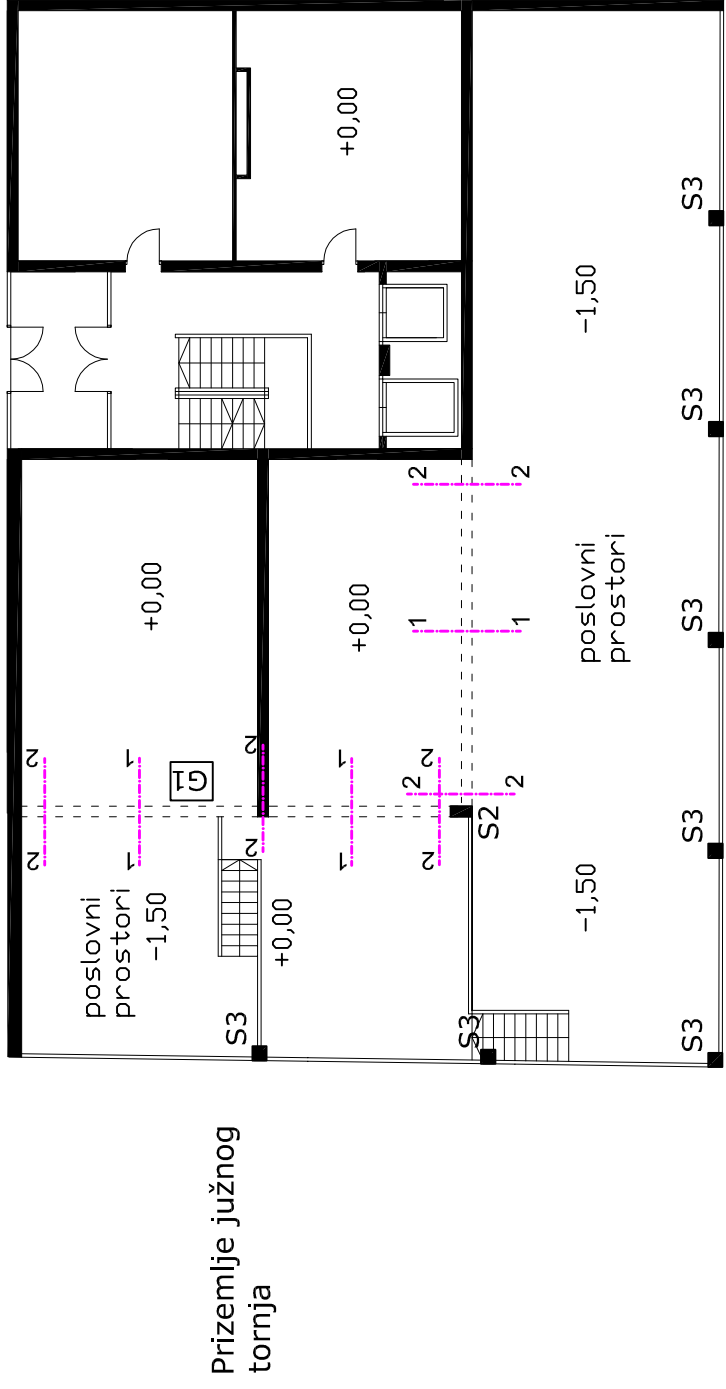 Prizemlje južnog
tornja
2 2
poslovni
prostori
1 1
-1,50
+0,00
G1
S3
2 2
+0,00
1 1
+0,00
+0,00
2 2
2 1 2
S3
S2
2 1 2
-1,50
poslovni
prostori
-1,50
S3 S3 S3 S3 S3